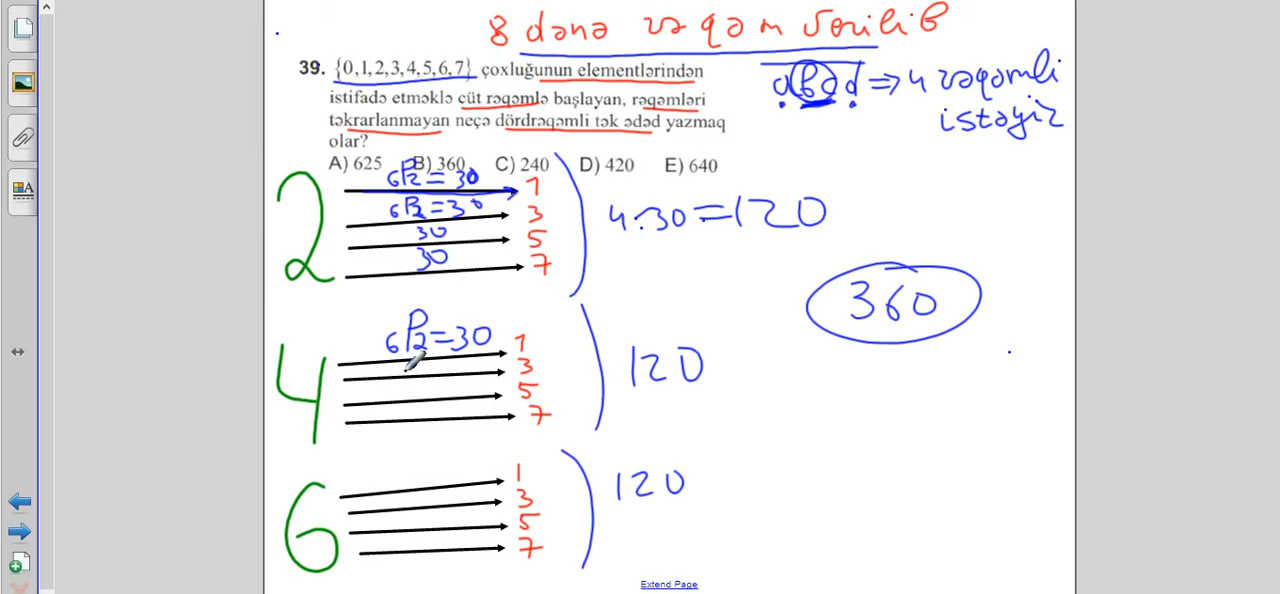 8 dənə rəqəm verilib
39. {0,1,2,3,4,5,6,7} çoxluğunun elementlərindən
istifadə etməklə cüt rəqəmlə başlayan, rəqəmləri
təkrarlanmayan neçə dördrəqəmli tək ədəd yazmaq
olar?
A) 625 B) 360 C) 240 D) 420 E) 640
abcd ⇒ 4 rəqəmli
istəyir
2
6P2 = 30 1
6P2 = 30 3
30 5
30 7
4·30 = 120
360
4
6P2 = 30 1
3
5
7
120
6
1
3
5
7
120
Extend Page